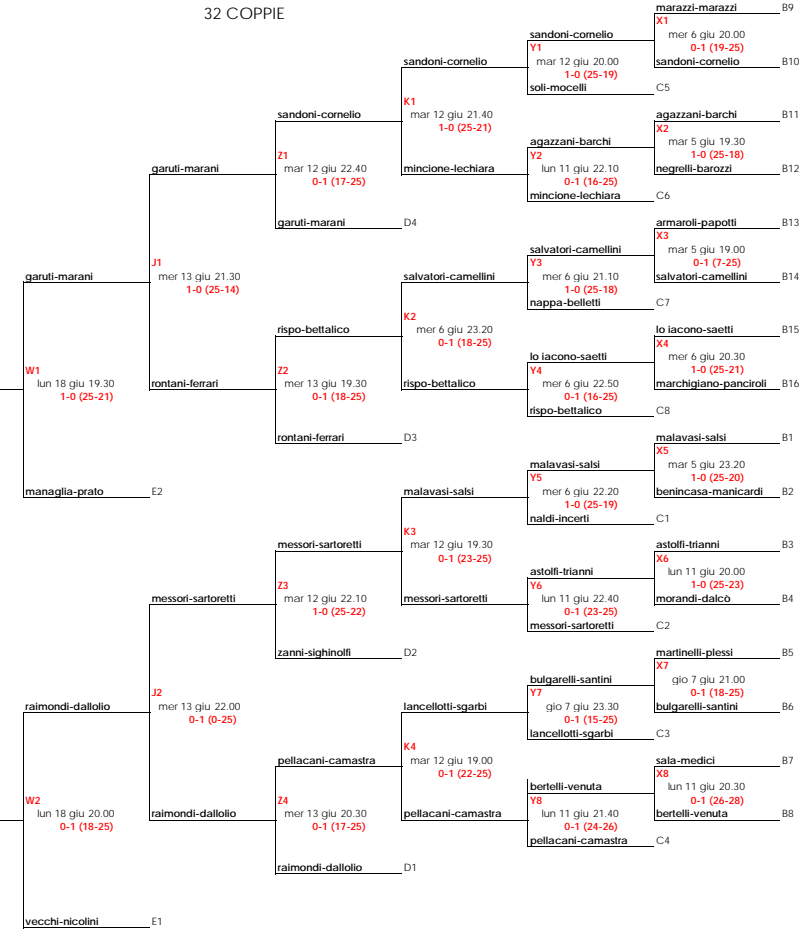 32 COPPIE
marazzi-marazzi B9
X1
mer 6 giu 20.00
0-1 (19-25)
sandoni-cornelio B10
sandoni-cornelio
Y1
mar 12 giu 20.00
1-0 (25-19)
soli-mocelli C5
sandoni-cornelio
K1
mar 12 giu 21.40
1-0 (25-21)
agazzani-barchi B11
X2
mar 5 giu 19.30
1-0 (25-18)
negrelli-barozzi B12
agazzani-barchi
Y2
lun 11 giu 22.10
0-1 (16-25)
mincione-lechiara C6
mincione-lechiara
sandoni-cornelio
Z1
mar 12 giu 22.40
0-1 (17-25)
garuti-marani D4
garuti-marani
J1
mer 13 giu 21.30
1-0 (25-14)
armaroli-papotti B13
X3
mar 5 giu 19.00
0-1 (7-25)
salvatori-camellini B14
salvatori-camellini
Y3
mer 6 giu 21.10
1-0 (25-18)
nappa-belletti C7
salvatori-camellini
K2
mer 6 giu 23.20
0-1 (18-25)
lo iacono-saetti B15
X4
mer 6 giu 20.30
1-0 (25-21)
marchigiano-panciroli B16
lo iacono-saetti
Y4
mer 6 giu 22.50
0-1 (16-25)
rispo-bettalico C8
rispo-bettalico
rispo-bettalico
Z2
mer 13 giu 19.30
0-1 (18-25)
rontani-ferrari D3
rontani-ferrari
garuti-marani
W1
lun 18 giu 19.30
1-0 (25-21)
managlia-prato E2
malavasi-salsi B1
X5
mar 5 giu 23.20
1-0 (25-20)
benincasa-manicardi B2
malavasi-salsi
Y5
mer 6 giu 22.20
1-0 (25-19)
naldi-incerti C1
malavasi-salsi
K3
mar 12 giu 19.30
0-1 (23-25)
astolfi-trianni B3
X6
lun 11 giu 20.00
1-0 (25-23)
morandi-dalcò B4
astolfi-trianni
Y6
lun 11 giu 22.40
0-1 (23-25)
messori-sartoretti C2
messori-sartoretti
messori-sartoretti
Z3
mar 12 giu 22.10
1-0 (25-22)
zanni-sighinolfi D2
messori-sartoretti
J2
mer 13 giu 22.00
0-1 (0-25)
martinelli-plessi B5
X7
gio 7 giu 21.00
0-1 (18-25)
bulgarelli-santini B6
bulgarelli-santini
Y7
gio 7 giu 23.30
0-1 (15-25)
lancellotti-sgarbi C3
lancellotti-sgarbi
K4
mar 12 giu 19.00
0-1 (22-25)
sala-medici B7
X8
lun 11 giu 20.30
0-1 (26-28)
bertelli-venuta B8
bertelli-venuta
Y8
lun 11 giu 21.40
0-1 (24-26)
pellacani-camastra C4
pellacani-camastra
pellacani-camastra
Z4
mer 13 giu 20.30
0-1 (17-25)
raimondi-dallolio D1
raimondi-dallolio
raimondi-dallolio
W2
lun 18 giu 20.00
0-1 (18-25)
vecchi-nicolini E1